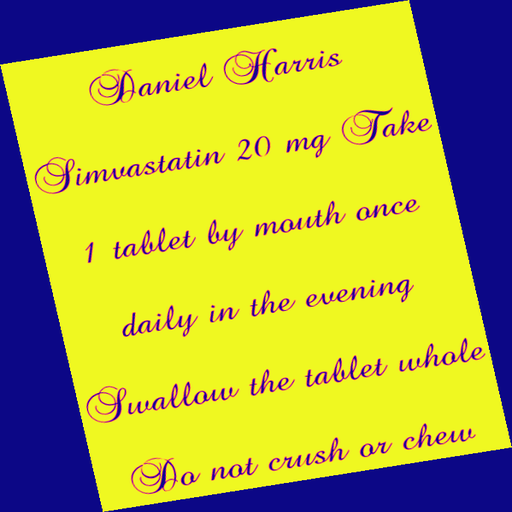 Daniel Harris
Simvastatin 20 mg Take
1 tablet by mouth once
daily in the evening
Swallow the tablet whole
Do not crush or chew